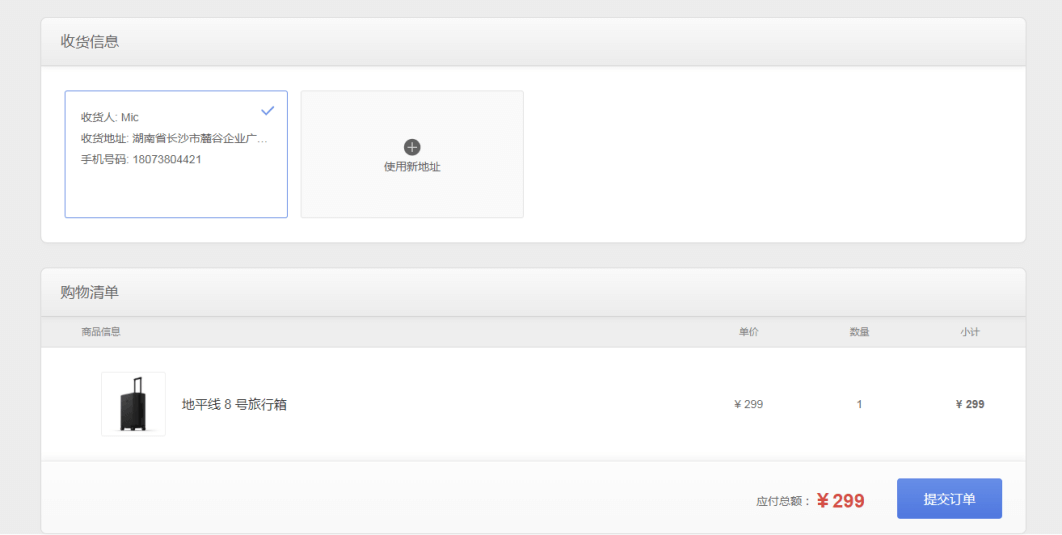 收货信息
收货人: Mic
收货地址: 湖南省长沙市麓谷企业广...
手机号码: 18073804421
使用新地址
购物清单
商品信息 单价 数量 小计
地平线 8 号旅行箱 ¥ 299 1 ¥ 299
应付总额： ¥ 299 提交订单